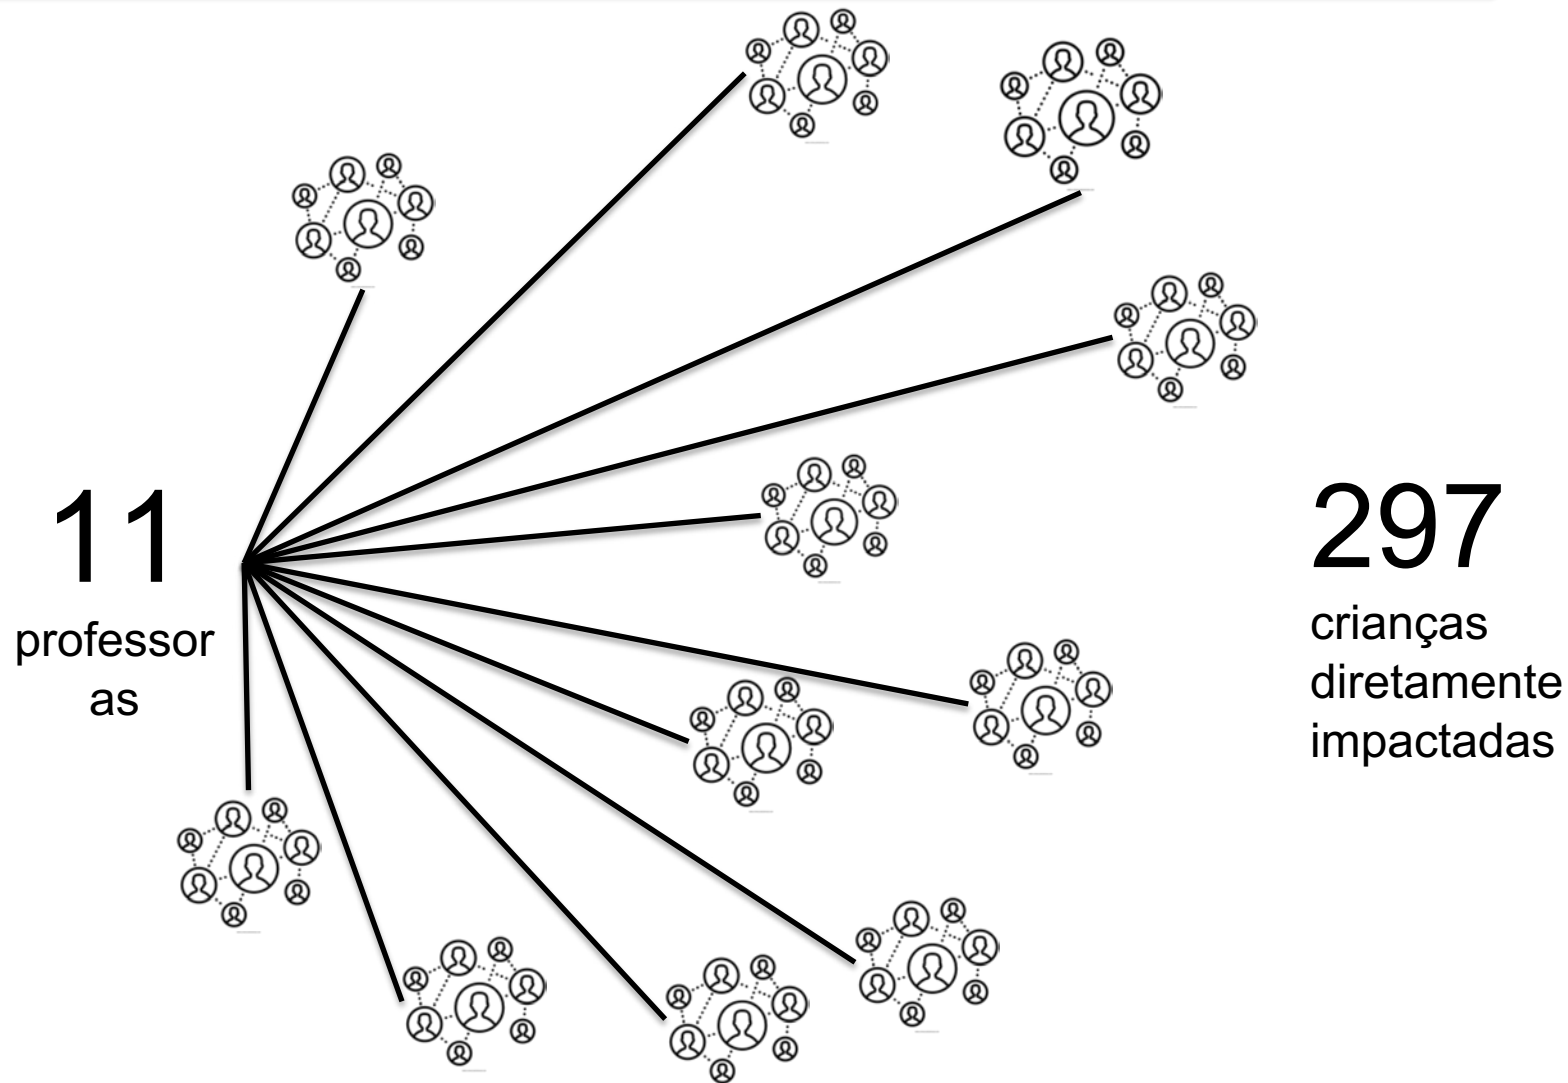 11
professor
as
297
crianças
diretamente
impactadas